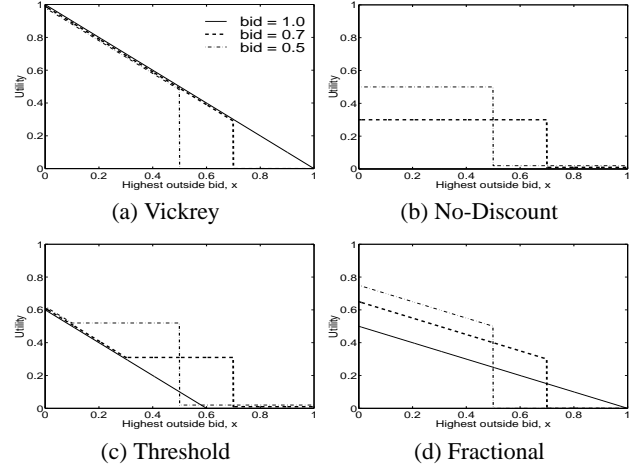 1
0.8
0.6
0.4
0.2
0
Utility
0 0.2 0.4 0.6 0.8 1
Highest outside bid, x
bid = 1.0
bid = 0.7
bid = 0.5
(a) Vickrey
1
0.8
0.6
0.4
0.2
0
Utility
0 0.2 0.4 0.6 0.8 1
Highest outside bid, x
(b) No-Discount
1
0.8
0.6
0.4
0.2
0
Utility
0 0.2 0.4 0.6 0.8 1
Highest outside bid, x
(c) Threshold
1
0.8
0.6
0.4
0.2
0
Utility
0 0.2 0.4 0.6 0.8 1
Highest outside bid, x
(d) Fractional